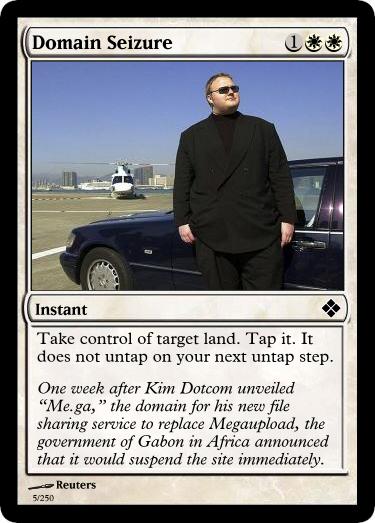 Domain Seizure 1
Instant
Take control of target land. Tap it. It
does not untap on your next untap step.
One week after Kim Dotcom unveiled
“Me.ga,” the domain for his new file
sharing service to replace Megaupload, the
government of Gabon in Africa announced
that it would suspend the site immediately.
Reuters
5/250